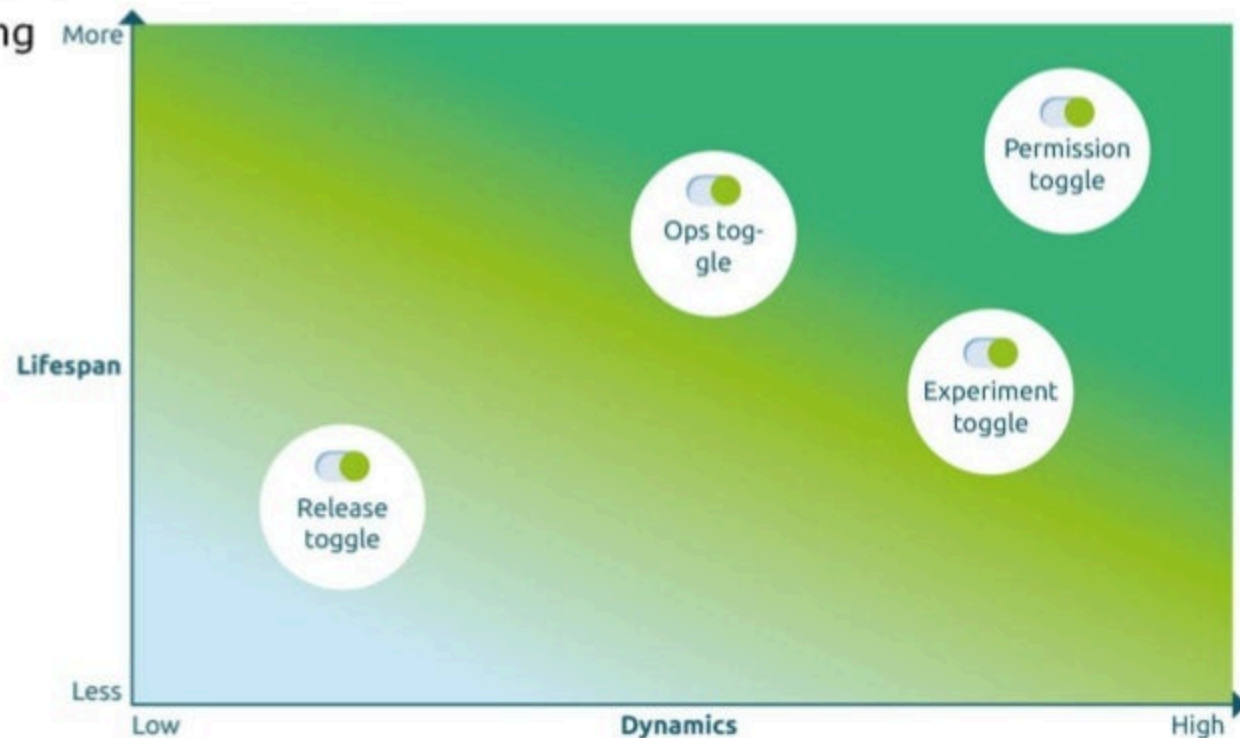 ng
More
Permission
toggle
Ops tog-
gle
Lifespan
Experiment
toggle
Release
toggle
Less
Low
Dynamics
High